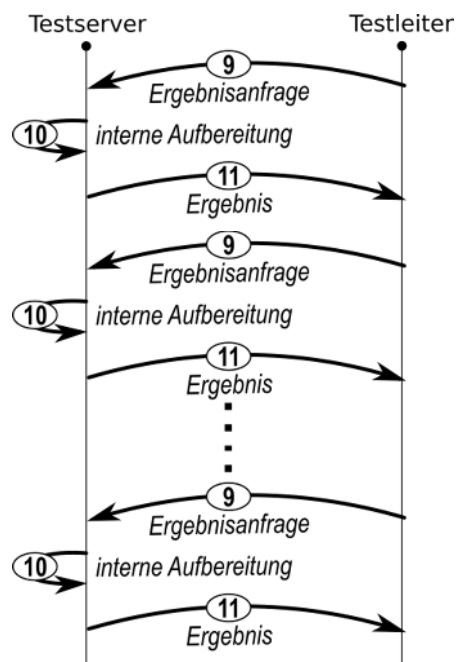 Testserver Testleiter
9
Ergebnisanfrage
10 interne Aufbereitung
11
Ergebnis
9
Ergebnisanfrage
10 interne Aufbereitung
11
Ergebnis
9
Ergebnisanfrage
10 interne Aufbereitung
11
Ergebnis